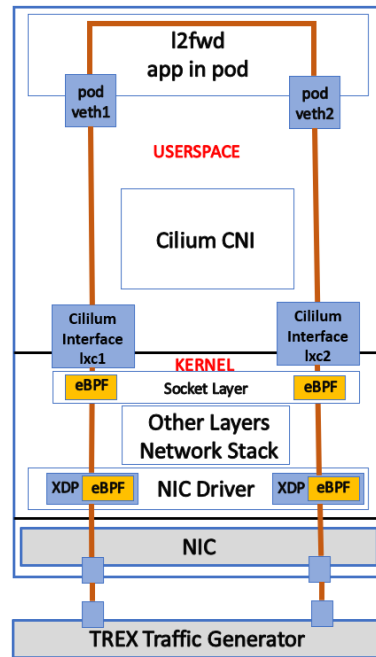 l2fwd
app in pod
pod
veth1
pod
veth2
USERSPACE
Cilium CNI
Cililum
Interface
lxc1
Cililum
Interface
lxc2
KERNEL
eBPF
Socket Layer
eBPF
Other Layers
Network Stack
XDP
eBPF
NIC Driver
XDP
eBPF
NIC
TREX Traffic Generator